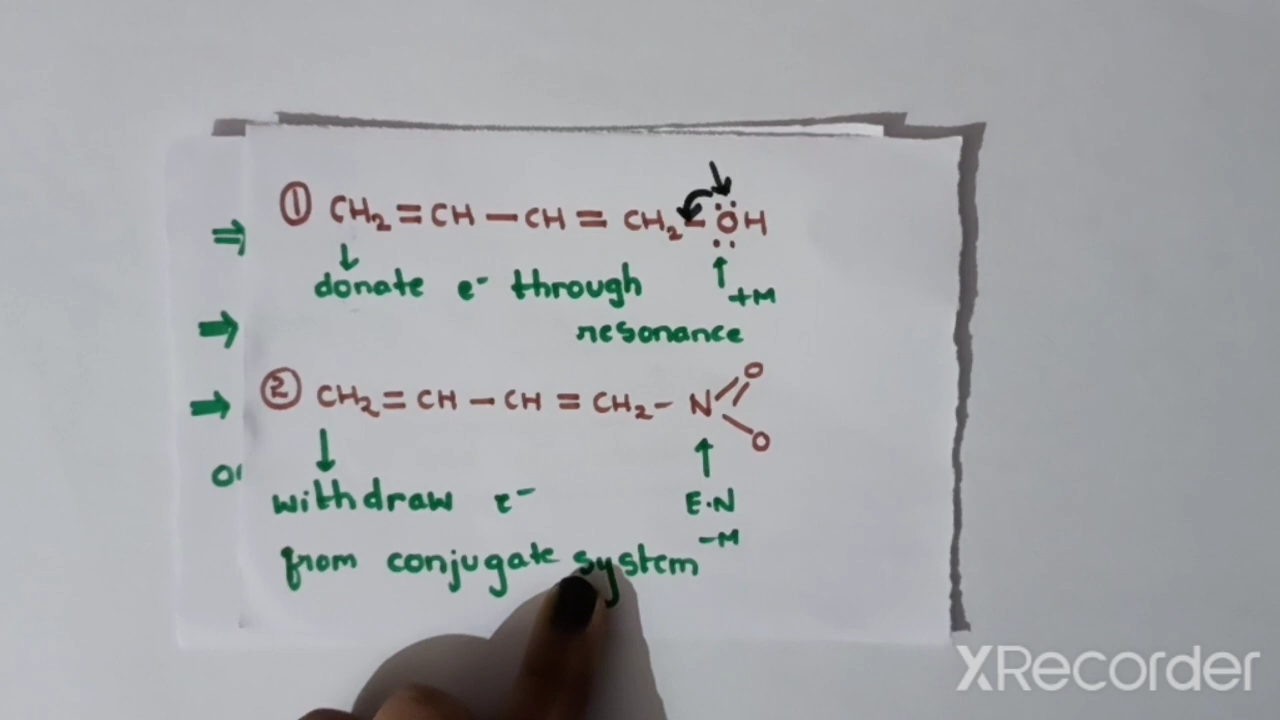 ① CH₂=CH—CH=CH₂-ÖH
donate e⁻ through
+M
resonance
② CH₂=CH-CH=CH₂-N
O
O
withdraw e⁻
E.N
-M
from conjugate system
XRecorder